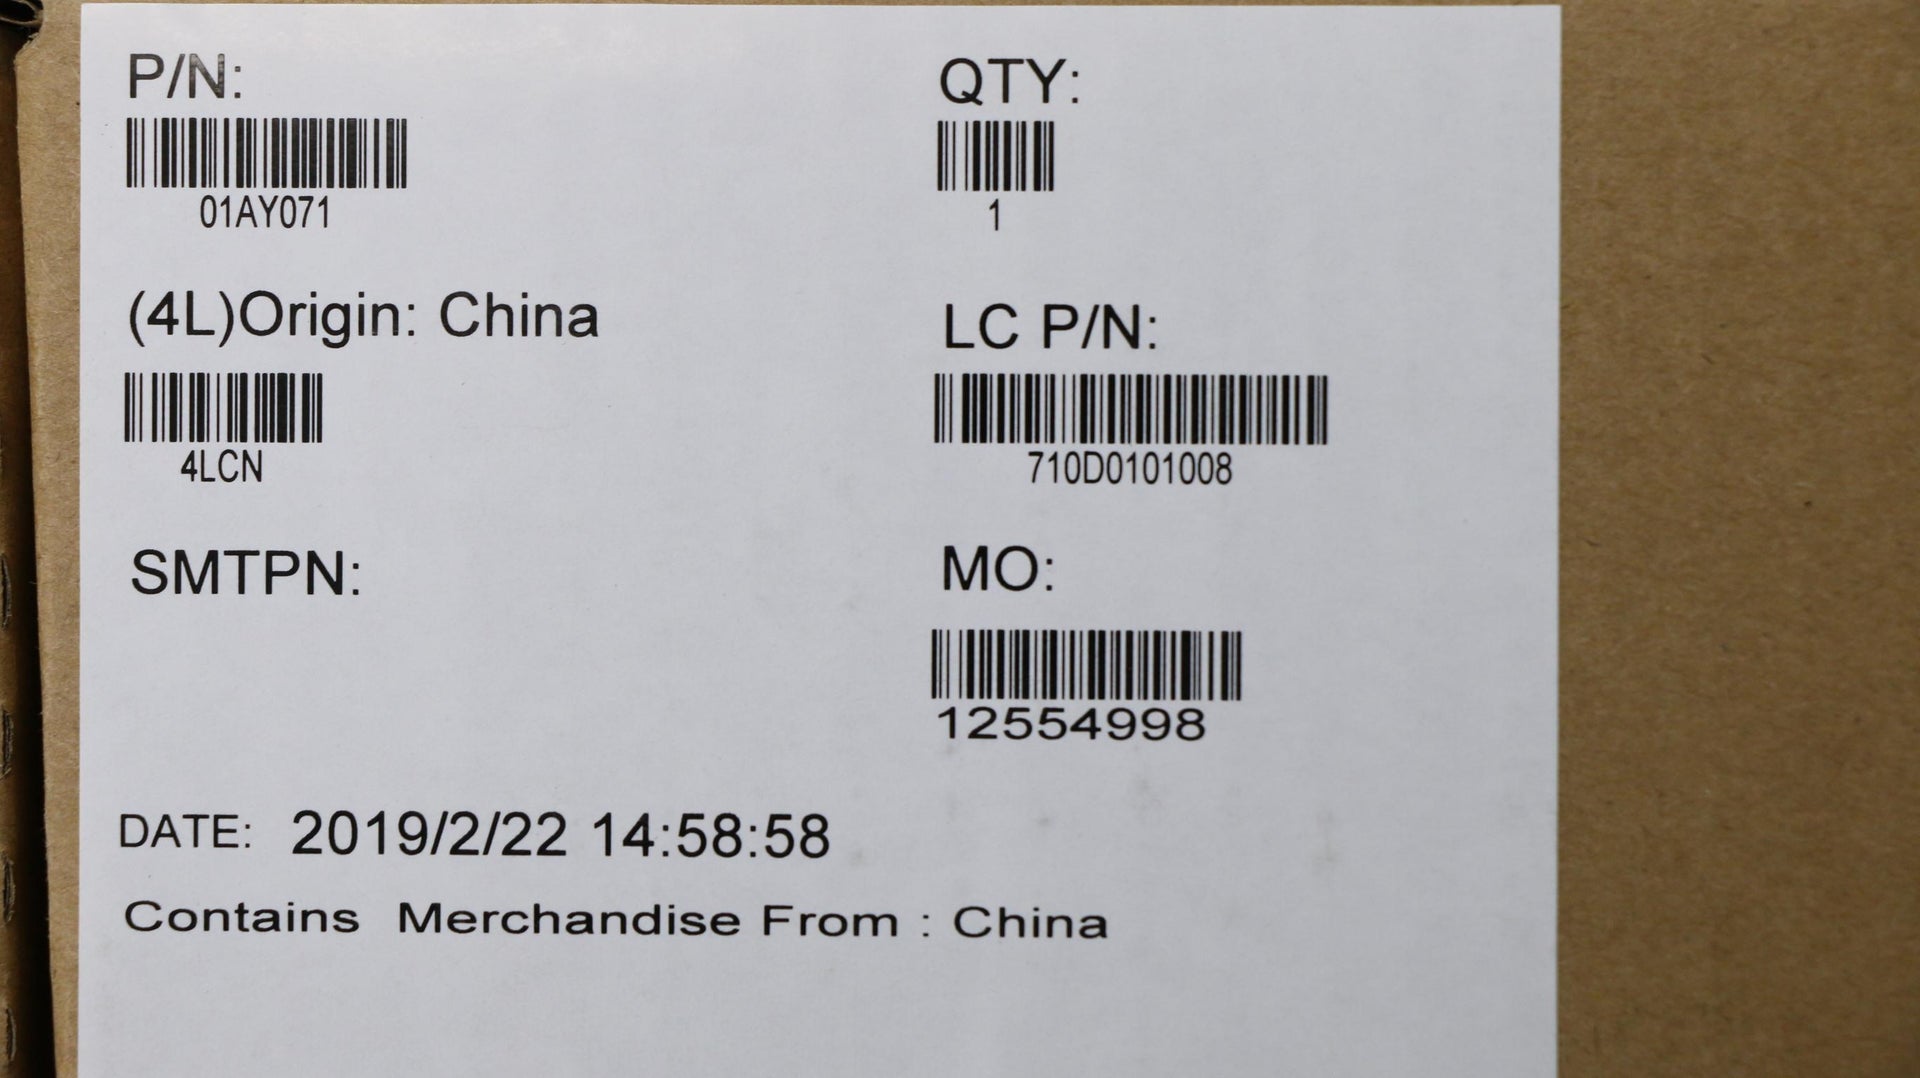 P/N:
QTY:
01AY071
1
(4L)Origin: China
LC P/N:
4LCN
710D0101008
SMTPN:
MO:
12554998
DATE: 2019/2/22 14:58:58
Contains Merchandise From : China